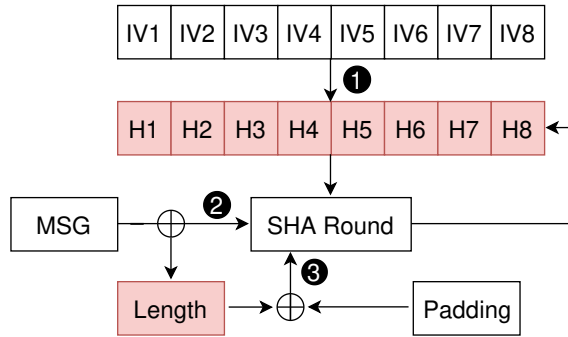 IV1 IV2 IV3 IV4 IV5 IV6 IV7 IV8
1
H1 H2 H3 H4 H5 H6 H7 H8
MSG 2 SHA Round
3
Length Padding